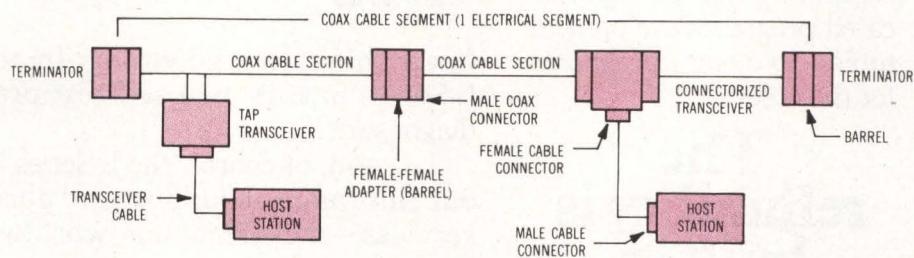 COAX CABLE SEGMENT (1 ELECTRICAL SEGMENT)
TERMINATOR
COAX CABLE SECTION
COAX CABLE SECTION
CONNECTORIZED
TRANSCEIVER
TERMINATOR
TAP
TRANSCEIVER
MALE COAX
CONNECTOR
FEMALE CABLE
CONNECTOR
BARREL
FEMALE-FEMALE
ADAPTER (BARREL)
TRANSCEIVER
CABLE
HOST
STATION
MALE CABLE
CONNECTOR
HOST
STATION